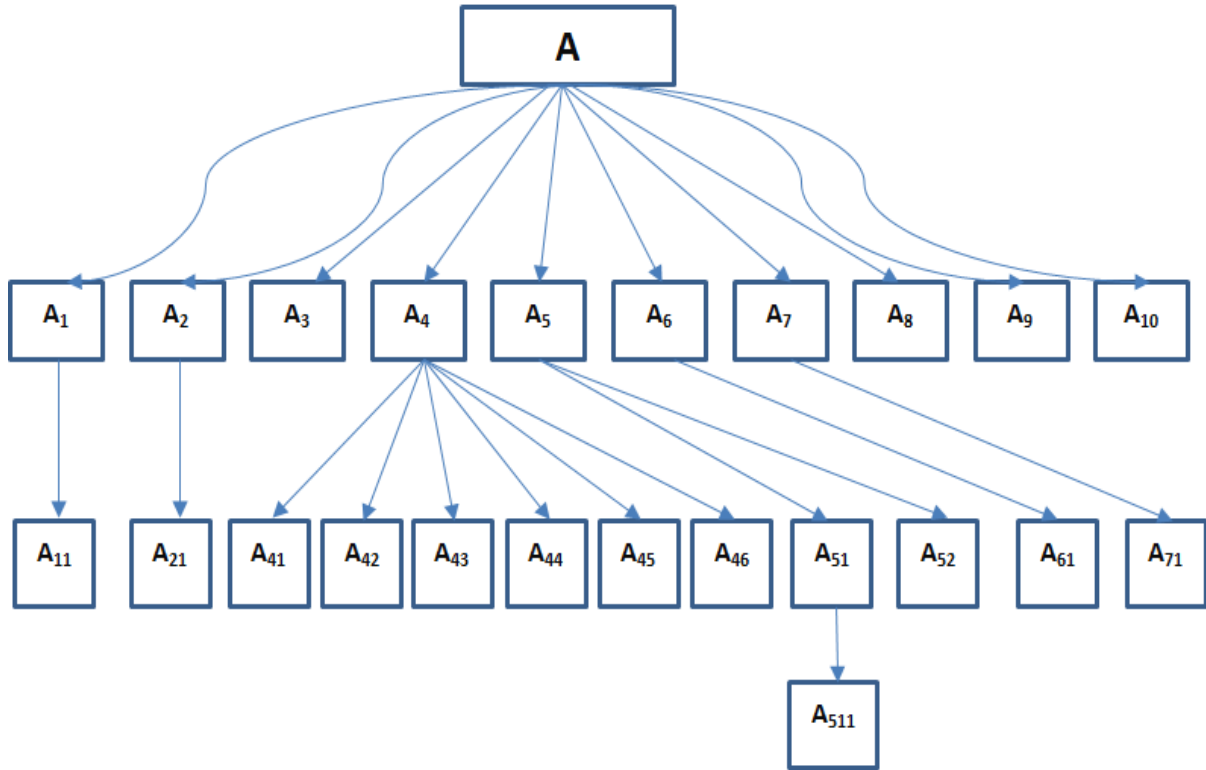 A
A₁ A₂ A₃ A₄ A₅ A₆ A₇ A₈ A₉ A₁₀
A₁₁ A₂₁ A₄₁ A₄₂ A₄₃ A₄₄ A₄₅ A₄₆ A₅₁ A₅₂ A₆₁ A₇₁
A₅₁₁